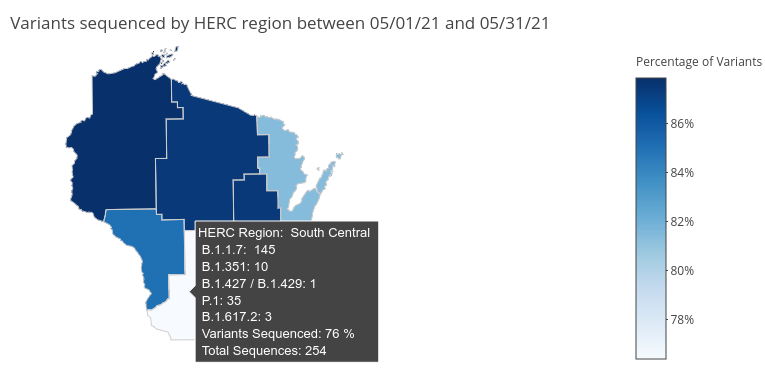 Variants sequenced by HERC region between 05/01/21 and 05/31/21
Percentage of Variants
86%
84%
82%
80%
78%
HERC Region: South Central
B.1.1.7: 145
B.1.351: 10
B.1.427 / B.1.429: 1
P.1: 35
B.1.617.2: 3
Variants Sequenced: 76 %
Total Sequences: 254